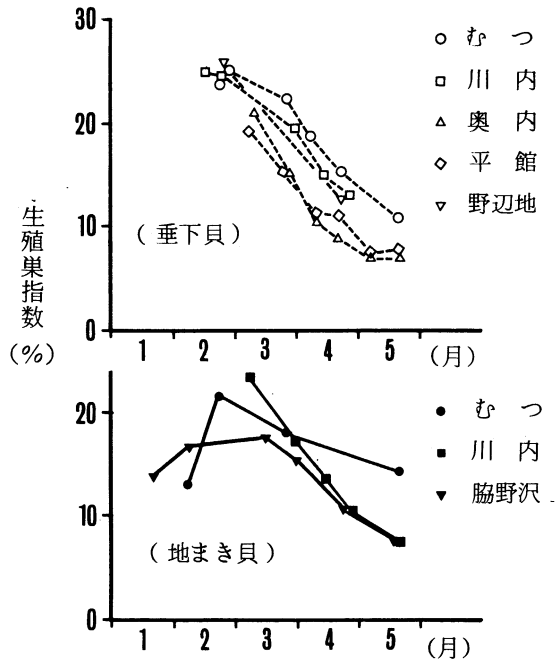 30
20
10
0
1 2 3 4 5 (月)
(垂下貝)
○ むつ
□ 川内
△ 奥内
◇ 平館
▽ 野辺地
生殖巣指数
(%)
20
10
0
1 2 3 4 5 (月)
(地まき貝)
● むつ
■ 川内
▼ 脇野沢